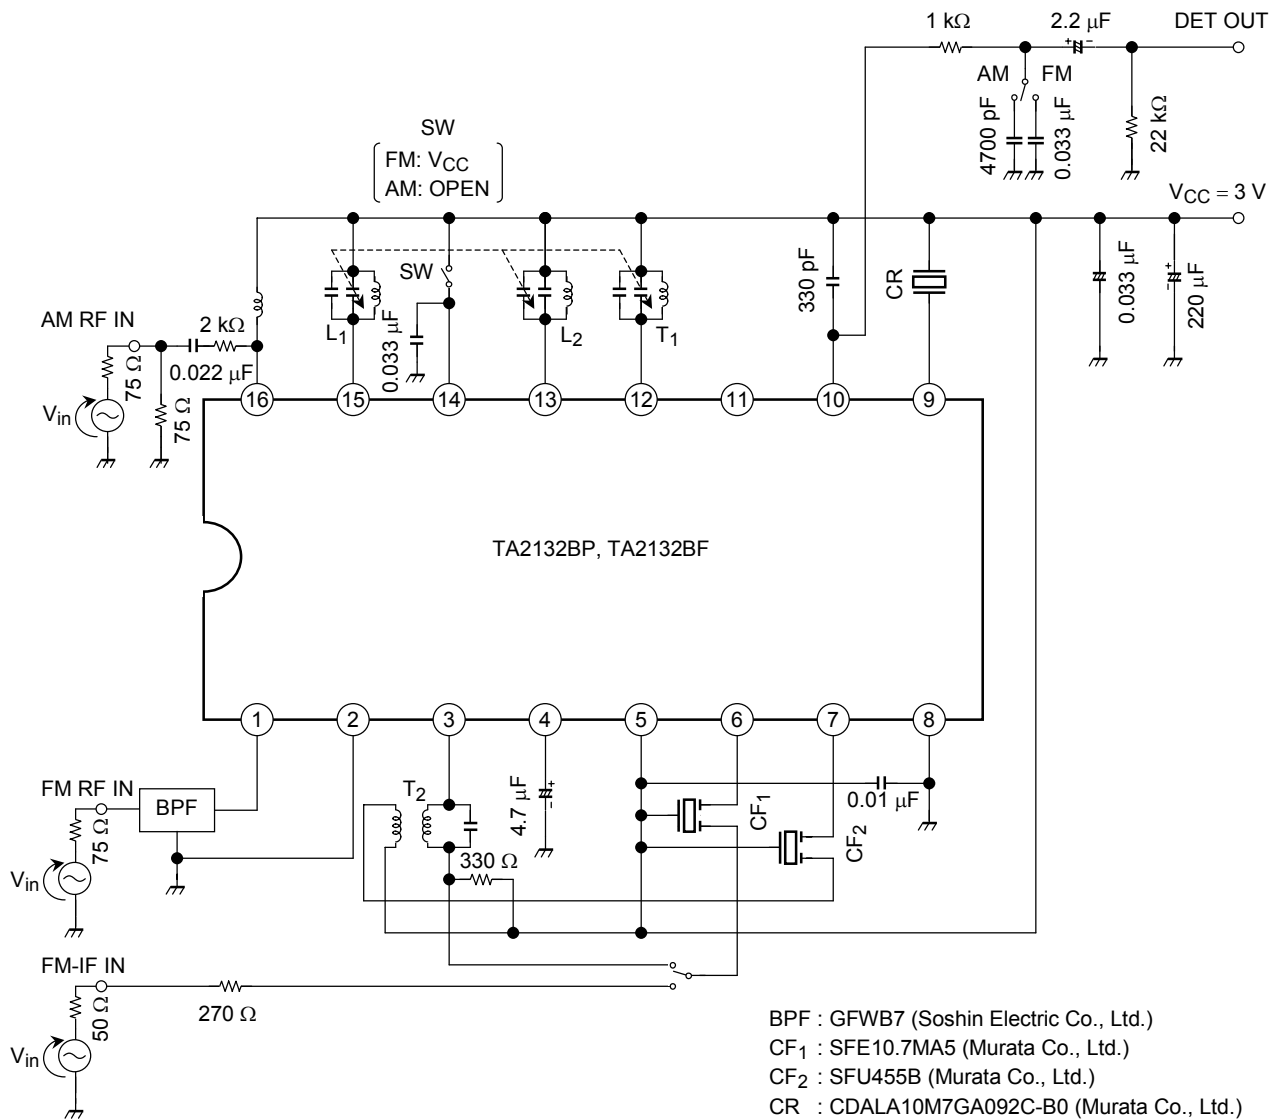 1 kΩ
2.2 μF
DET OUT
AM
FM
4700 pF
0.033 μF
22 kΩ
SW
FM: VCC
AM: OPEN
VCC = 3 V
SW
330 pF
CR
0.033 μF
220 μF
AM RF IN
2 kΩ
L1
0.033 μF
L2
T1
75 Ω
0.022 μF
Vin
75 Ω
16
15
14
13
12
11
10
9
TA2132BP, TA2132BF
1
2
3
4
5
6
7
8
FM RF IN
BPF
T2
4.7 μF
CF1
0.01 μF
75 Ω
CF2
330 Ω
Vin
FM-IF IN
50 Ω
270 Ω
Vin
BPF : GFWB7 (Soshin Electric Co., Ltd.)
CF1 : SFE10.7MA5 (Murata Co., Ltd.)
CF2 : SFU455B (Murata Co., Ltd.)
CR : CDALA10M7GA092C-B0 (Murata Co., Ltd.)